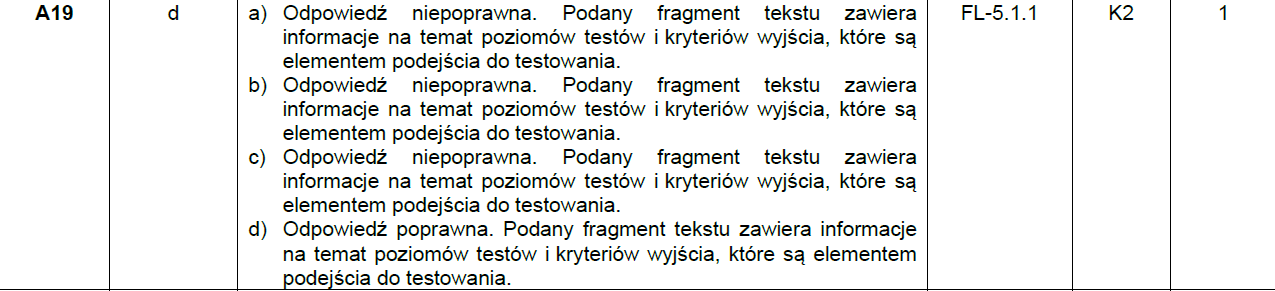 A19 d a) Odpowiedź niepoprawna. Podany fragment tekstu zawiera FL-5.1.1 K2 1
informacje na temat poziomów testów i kryteriów wyjścia, które są
elementem podejścia do testowania.
b) Odpowiedź niepoprawna. Podany fragment tekstu zawiera
informacje na temat poziomów testów i kryteriów wyjścia, które są
elementem podejścia do testowania.
c) Odpowiedź niepoprawna. Podany fragment tekstu zawiera
informacje na temat poziomów testów i kryteriów wyjścia, które są
elementem podejścia do testowania.
d) Odpowiedź poprawna. Podany fragment tekstu zawiera informacje
na temat poziomów testów i kryteriów wyjścia, które są elementem
podejścia do testowania.